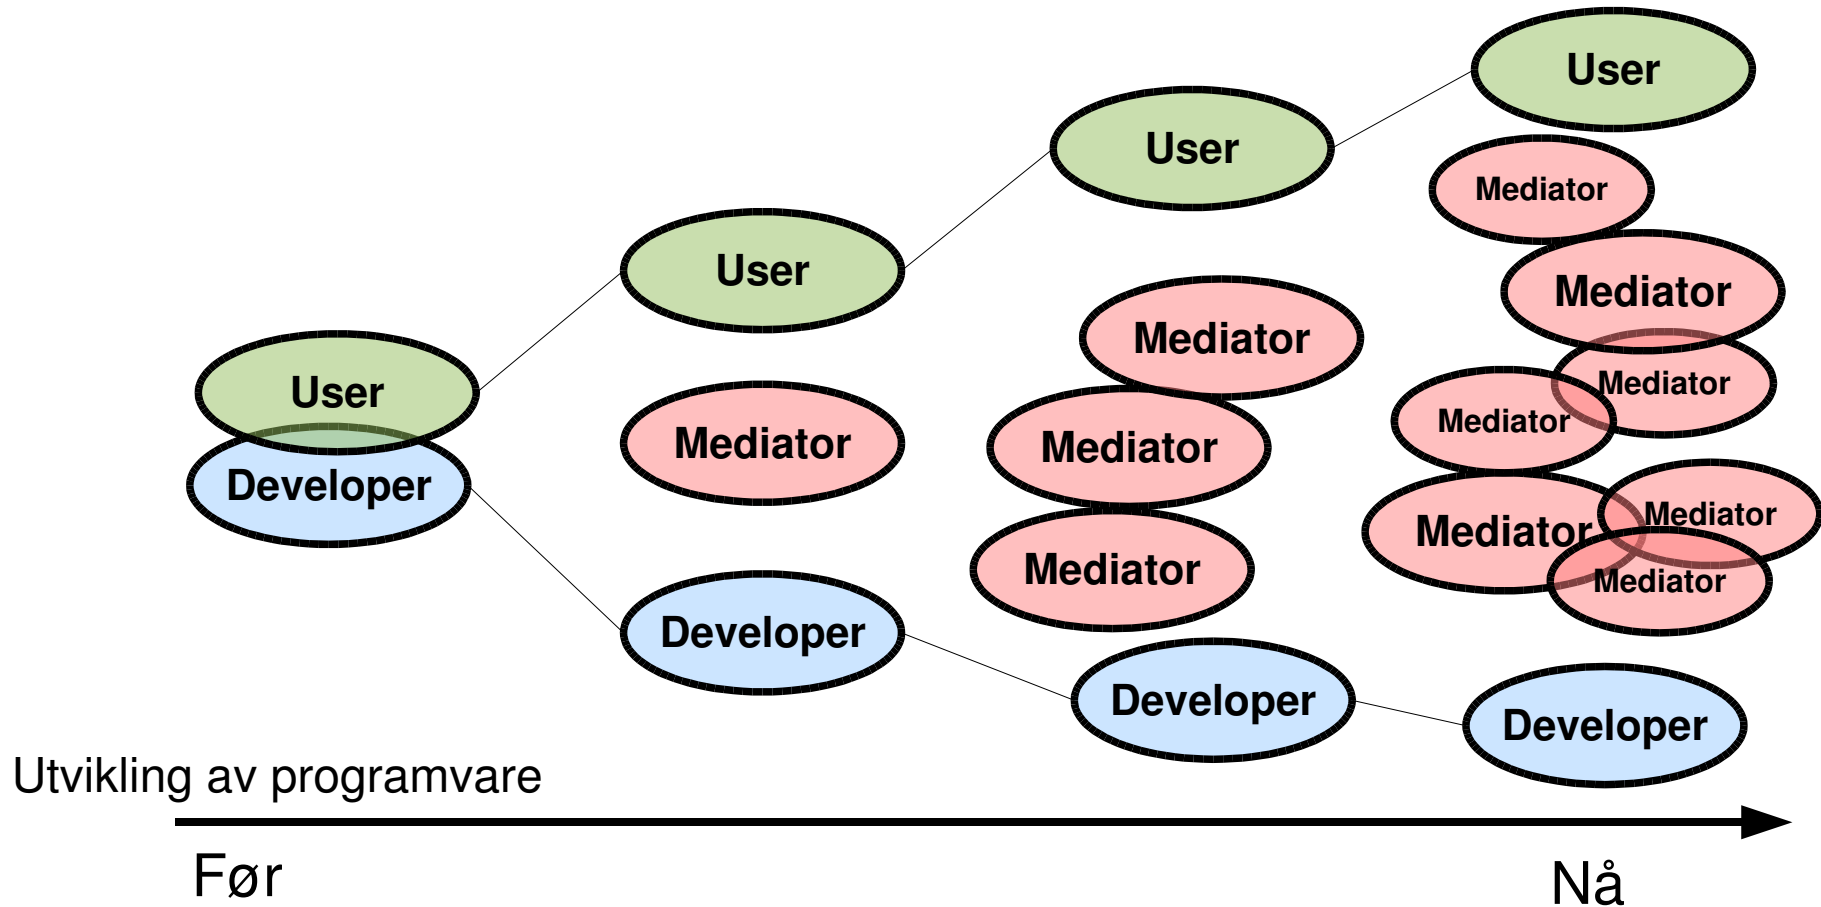 User
Developer
User
Mediator
Developer
User
Mediator
Mediator
Mediator
Developer
User
Mediator
Mediator
Mediator
Mediator
Mediator
Mediator
Mediator
Developer
Utvikling av programvare
Før
Nå